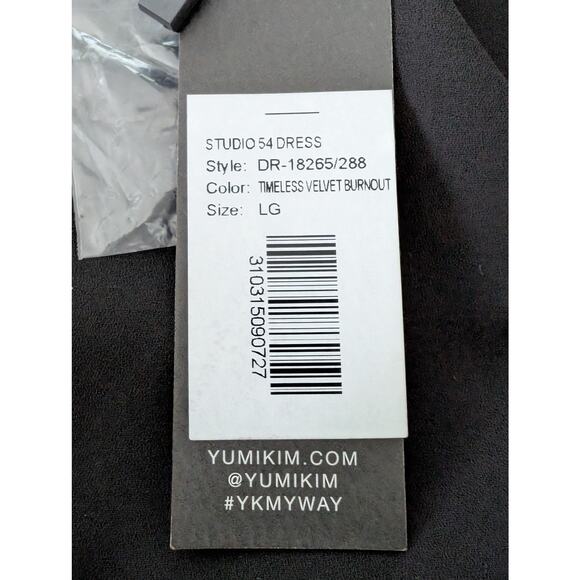 STUDIO 54 DRESS
Style: DR-18265/288
Color: TIMELESS VELVET BURNOUT
Size: LG
310315090727
YUMIKIM.COM
@YUMIKIM
#YKMYWAY